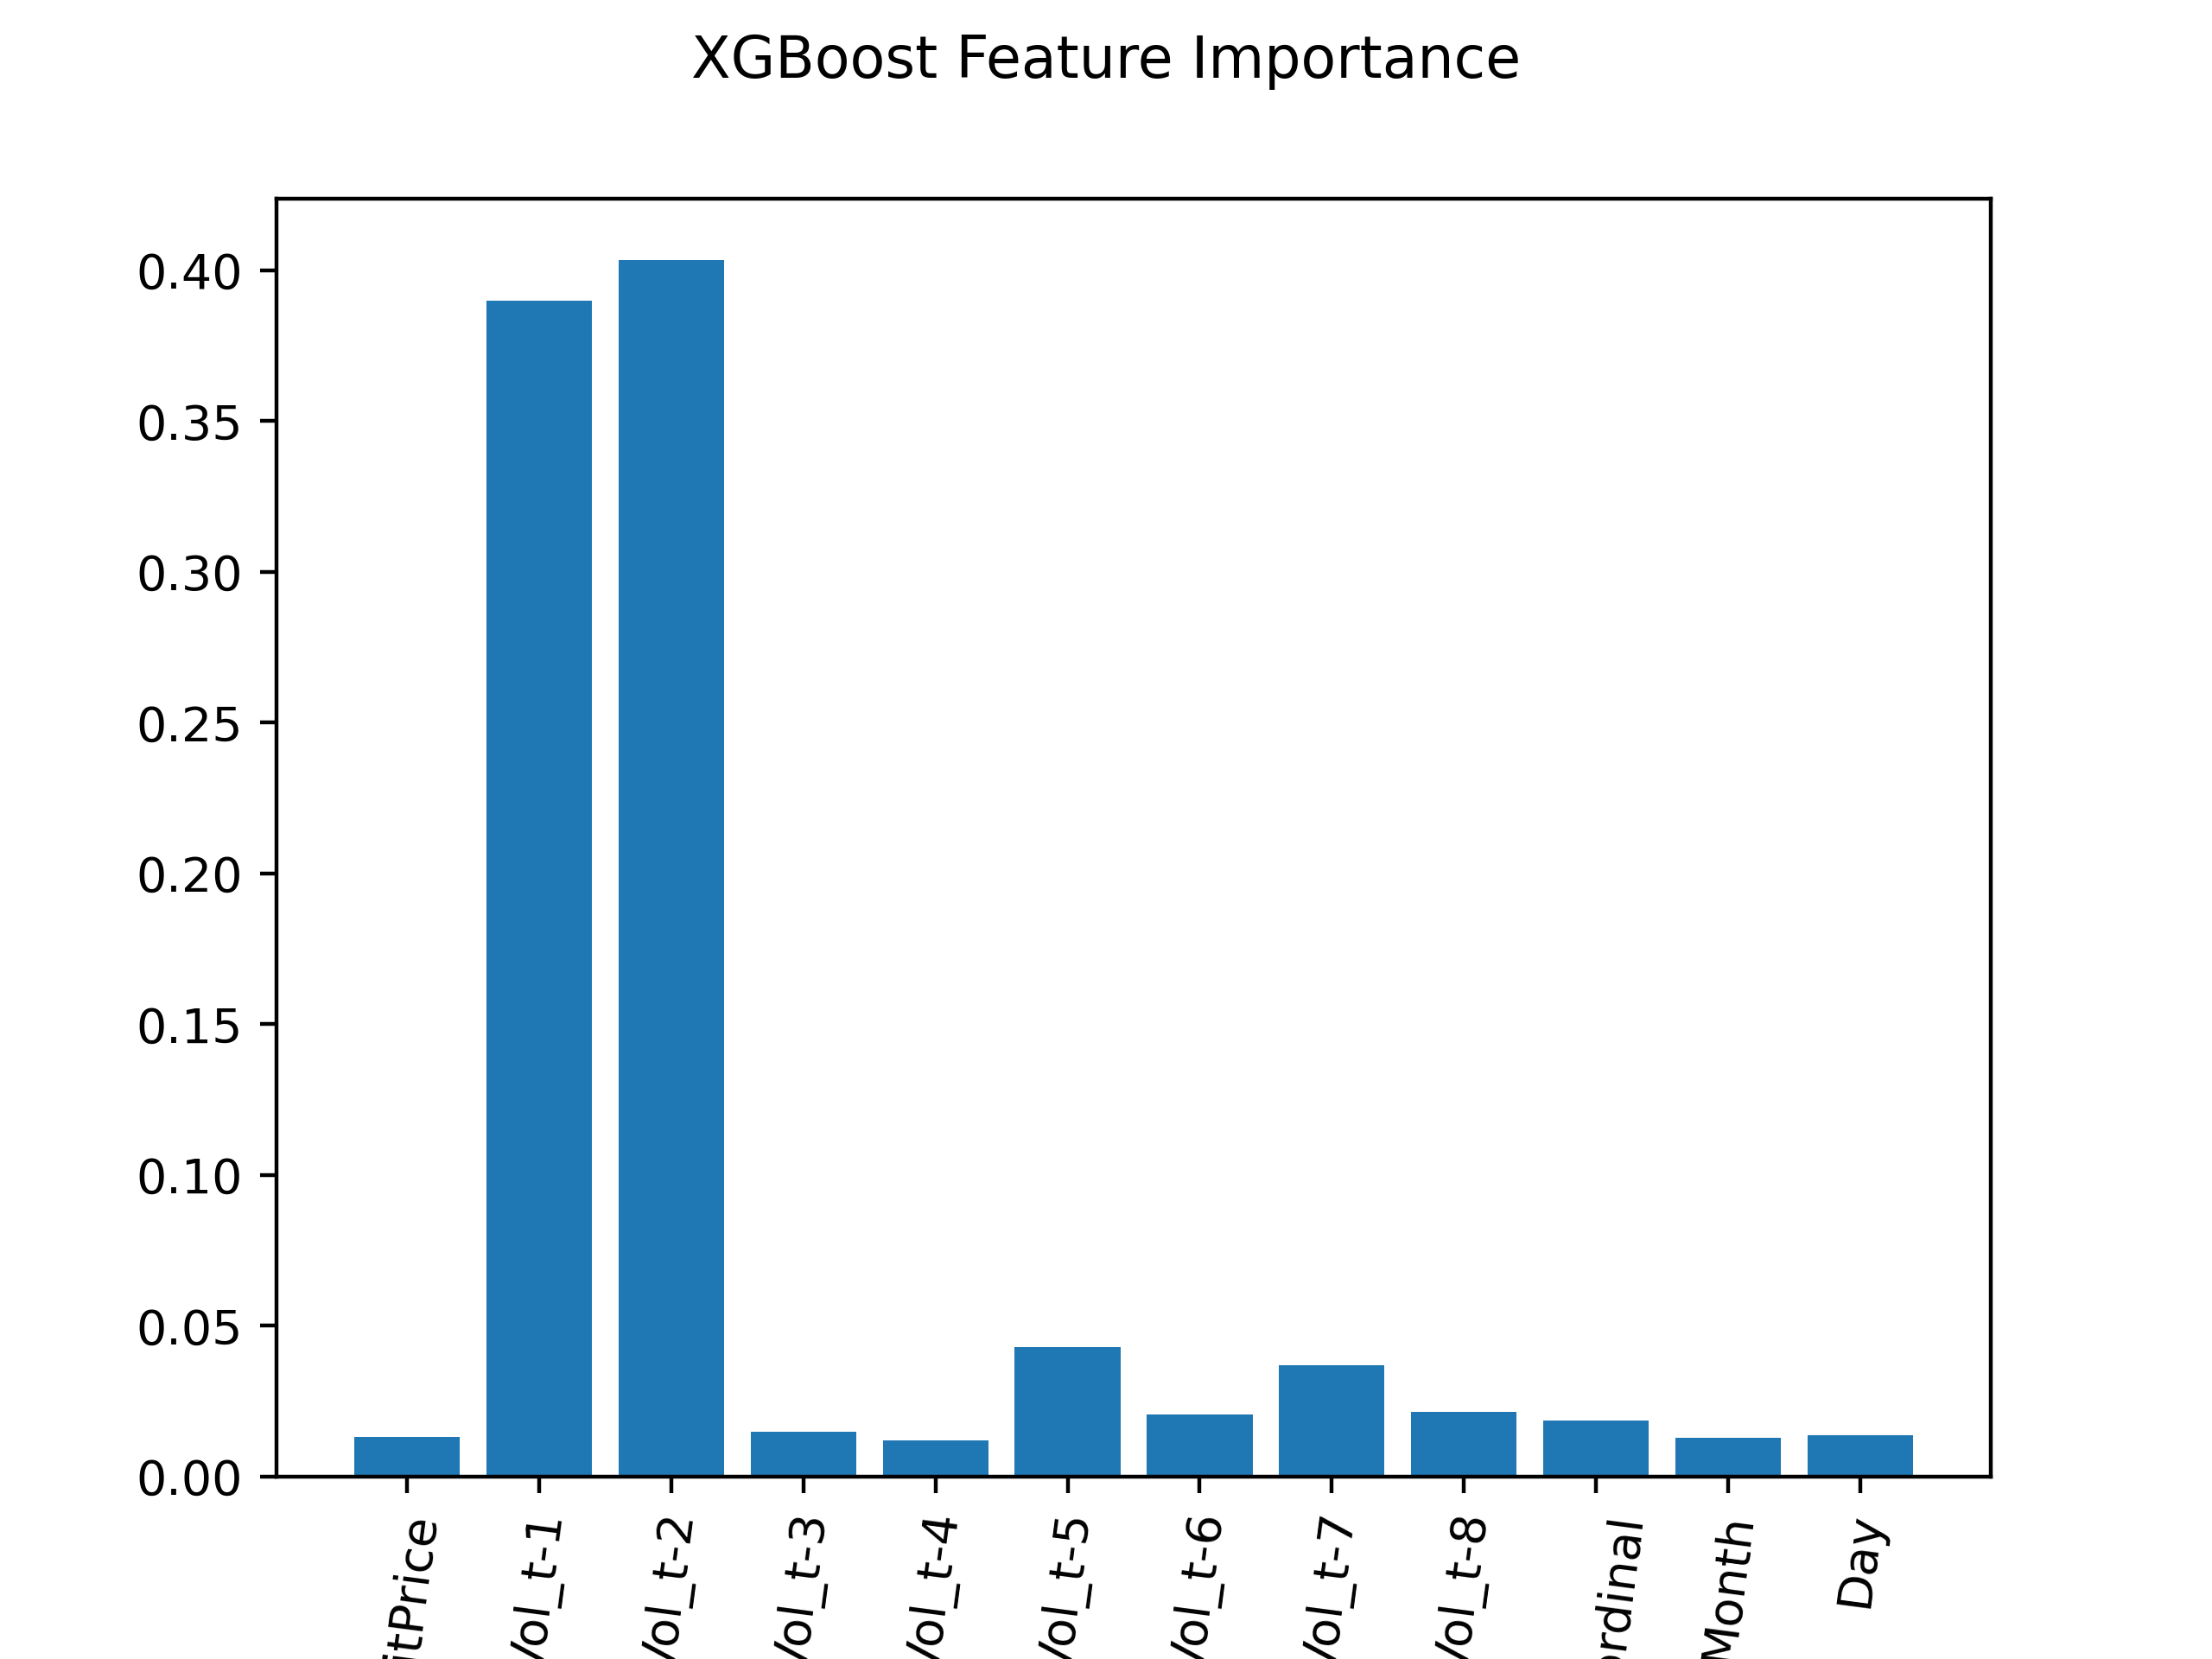 XGBoost Feature Importance
0.40
0.35
0.30
0.25
0.20
0.15
0.10
0.05
0.00
itPrice
Vol_t-1
Vol_t-2
Vol_t-3
Vol_t-4
Vol_t-5
Vol_t-6
Vol_t-7
Vol_t-8
ordinal
Month
Day